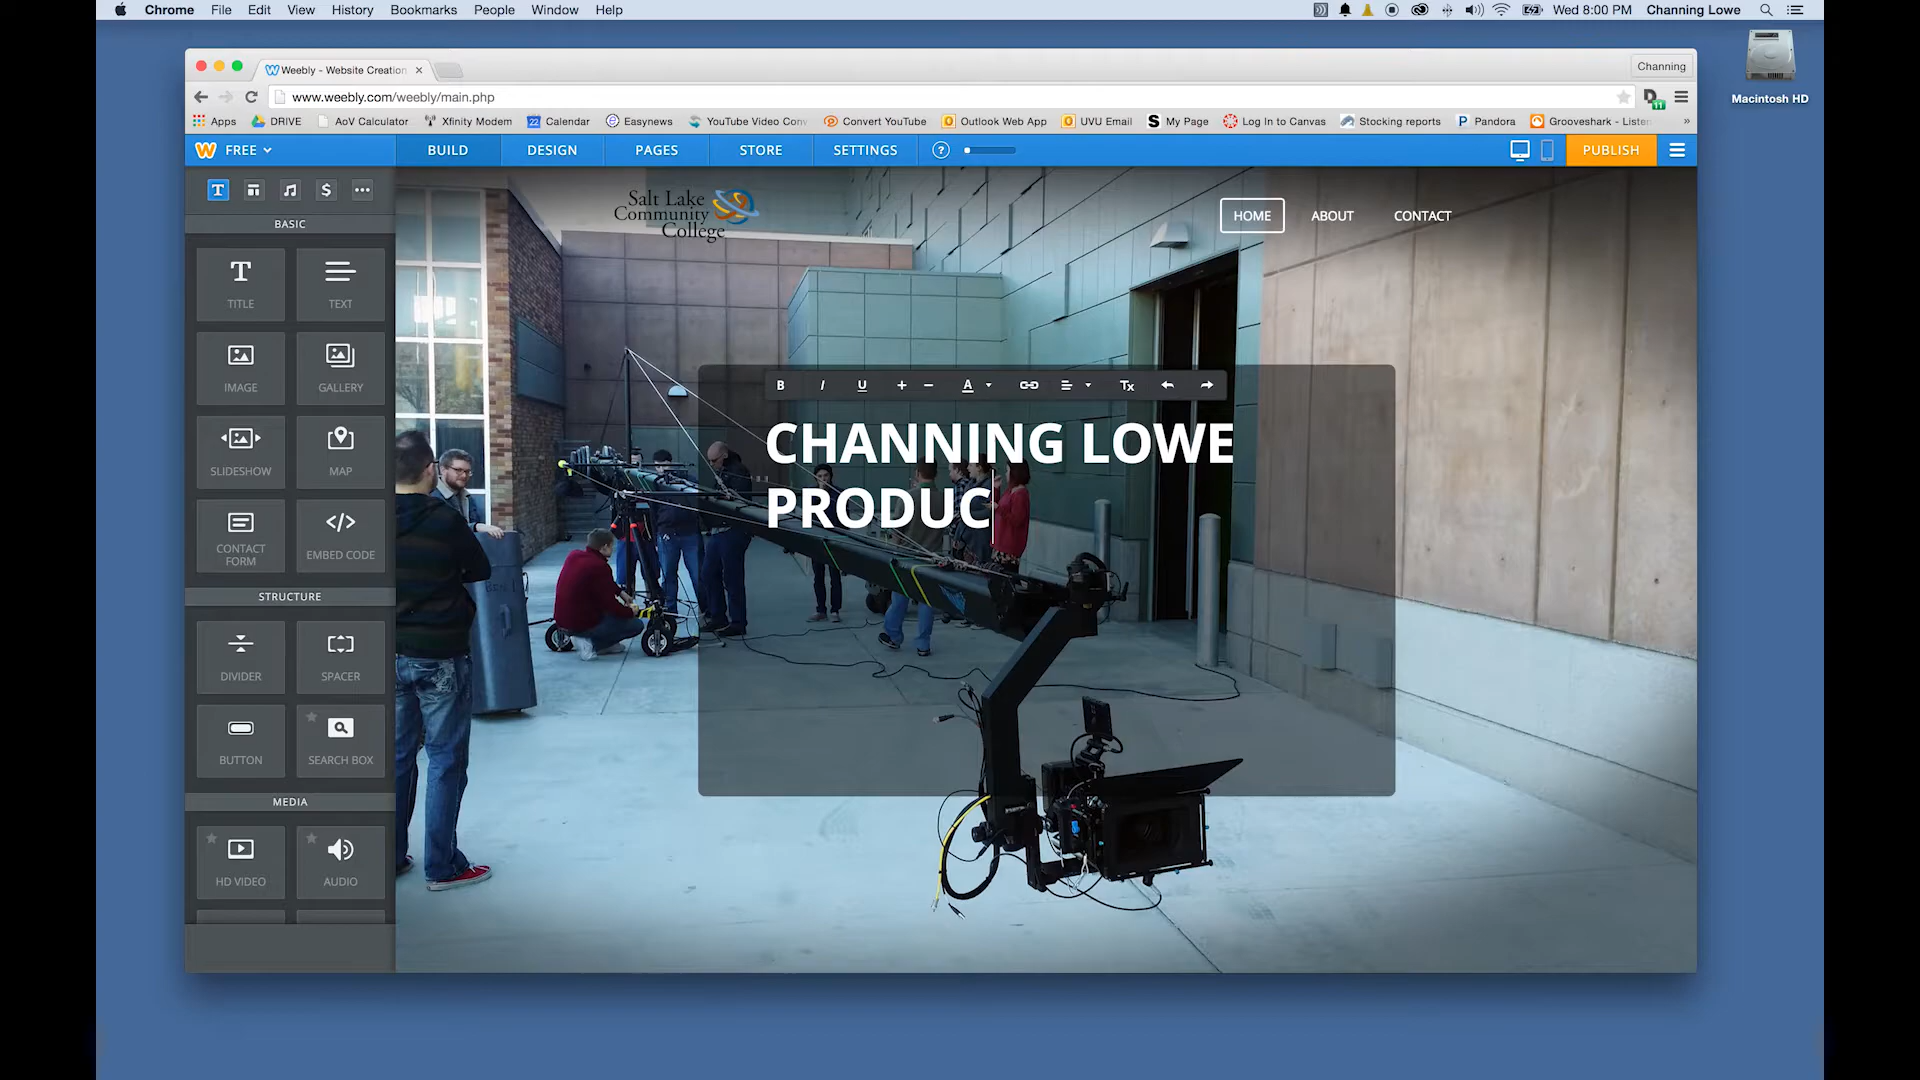 Chrome File Edit View History Bookmarks People Window Help Wed 8:00 PM Channing Lowe
Macintosh HD
Weebly - Website Creation Channing
www.weebly.com/weebly/main.php
Apps DRIVE AoV Calculator Xfinity Modem 22 Calendar Easynews YouTube Video Conv Convert YouTube Outlook Web App UVU Email My Page Log In to Canvas Stocking reports Pandora Grooveshark - Listen »
FREE BUILD DESIGN PAGES STORE SETTINGS ? PUBLISH
BASIC
TITLE TEXT
IMAGE GALLERY
SLIDESHOW MAP
CONTACT FORM EMBED CODE
STRUCTURE
DIVIDER SPACER
BUTTON SEARCH BOX
MEDIA
HD VIDEO AUDIO
Salt Lake
Community
College
HOME ABOUT CONTACT
B I U + − A Tx
CHANNING LOWE
PRODUC